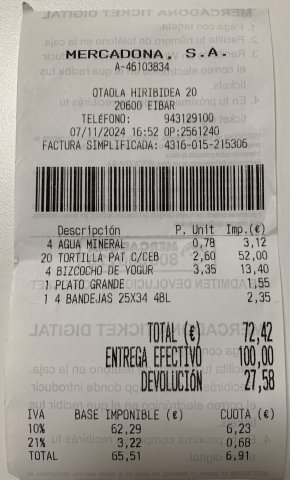 MERCADONA, S.A.
A-46103834
OTAOLA HIRIBIDEA 20
20600 EIBAR
TELÉFONO: 943129100
07/11/2024 16:52 OP:2561240
FACTURA SIMPLIFICADA: 4316-015-215306
Descripción P. Unit Imp.(€)
4 AGUA MINERAL 0,78 3,12
20 TORTILLA PAT C/CEB 2,60 52,00
4 BIZCOCHO DE YOGUR 3,35 13,40
1 PLATO GRANDE 1,55
1 4 BANDEJAS 25X34 4BL 2,35
TOTAL (€) 72,42
ENTREGA EFECTIVO 100,00
DEVOLUCIÓN 27,58
IVA BASE IMPONIBLE (€) CUOTA (€)
10% 62,29 6,23
21% 3,22 0,68
TOTAL 65,51 6,91